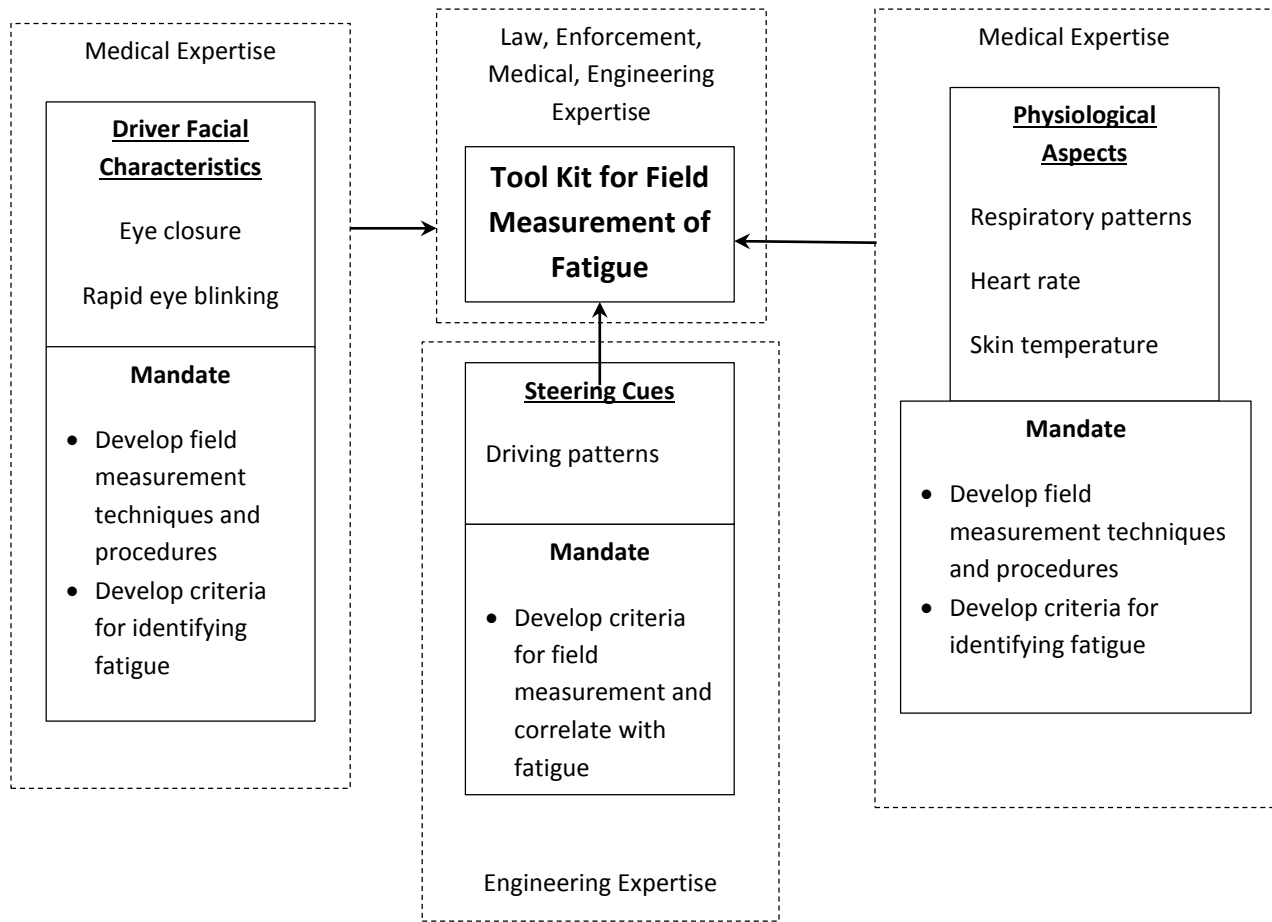 Medical Expertise
Driver Facial
Characteristics
Eye closure
Rapid eye blinking
Mandate
• Develop field
measurement
techniques and
procedures
• Develop criteria
for identifying
fatigue
Law, Enforcement,
Medical, Engineering
Expertise
Tool Kit for Field
Measurement of
Fatigue
Steering Cues
Driving patterns
Mandate
• Develop criteria
for field
measurement and
correlate with
fatigue
Engineering Expertise
Medical Expertise
Physiological
Aspects
Respiratory patterns
Heart rate
Skin temperature
Mandate
• Develop field
measurement techniques
and procedures
• Develop criteria for
identifying fatigue